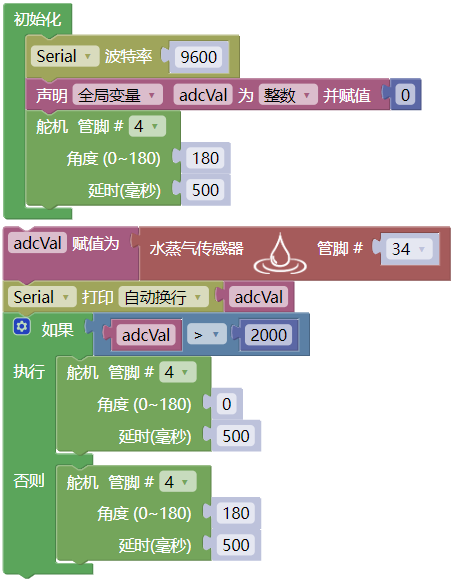 初始化
Serial 波特率 9600
声明 全局变量 adcVal 为 整数 并赋值 0
舵机 管脚 # 4
角度 (0~180) 180
延时(毫秒) 500
adcVal 赋值为 水蒸气传感器 管脚 # 34
Serial 打印 自动换行 adcVal
如果 adcVal > 2000
执行 舵机 管脚 # 4
角度 (0~180) 0
延时(毫秒) 500
否则 舵机 管脚 # 4
角度 (0~180) 180
延时(毫秒) 500